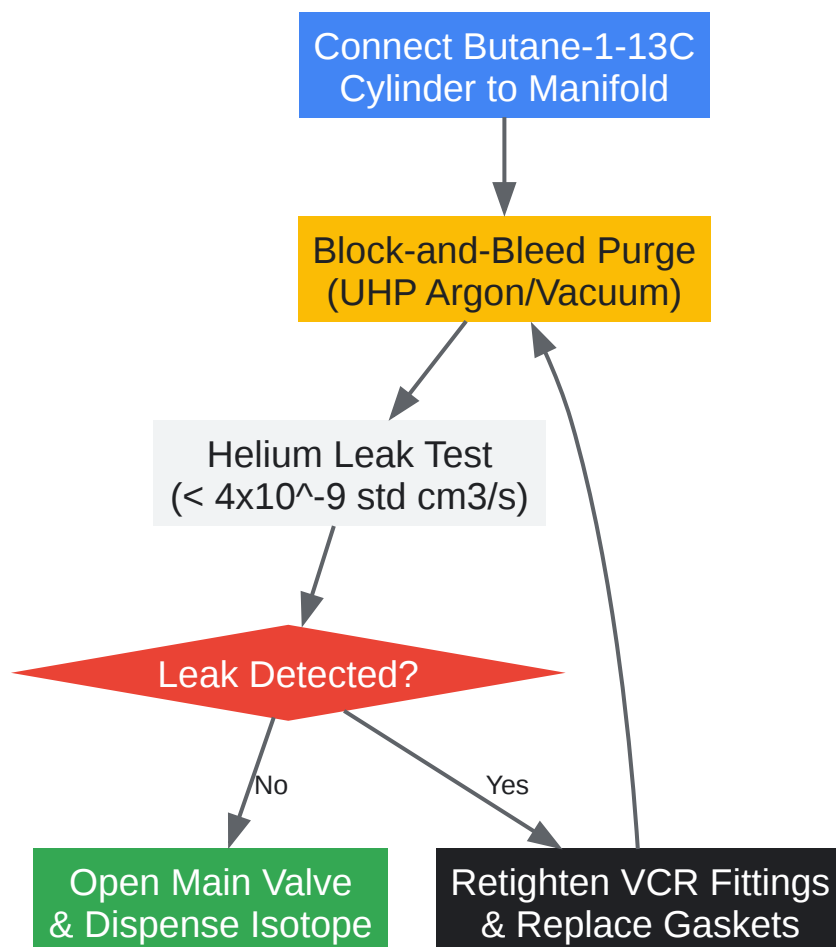 Connect Butane-1-13C
Cylinder to Manifold
Block-and-Bleed Purge
(UHP Argon/Vacuum)
Helium Leak Test
(< 4x10^-9 std cm3/s)
Leak Detected?
No
Yes
Open Main Valve
& Dispense Isotope
Retighten VCR Fittings
& Replace Gaskets